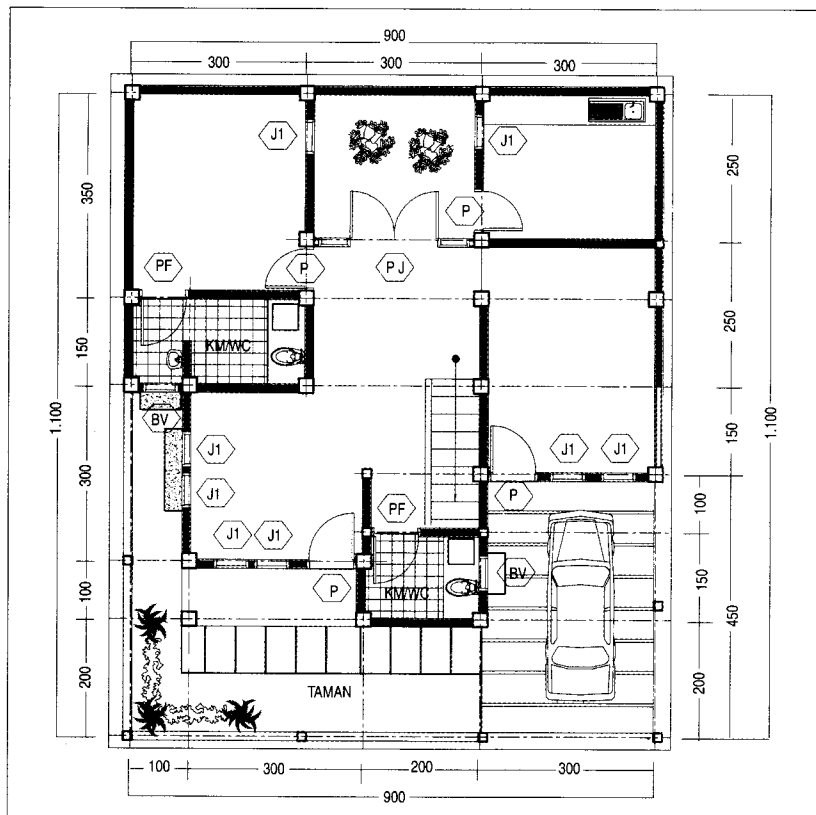 900
300 300 300
J1 J1
350 250
P
PF P PJ
150 KM/WC 250
1.100 BV 1.100
J1 J1 J1 150
300 J1
PF P 100
J1 J1
P KM/WC BV 150
100 450
200 TAMAN 200
100 300 200 300
900